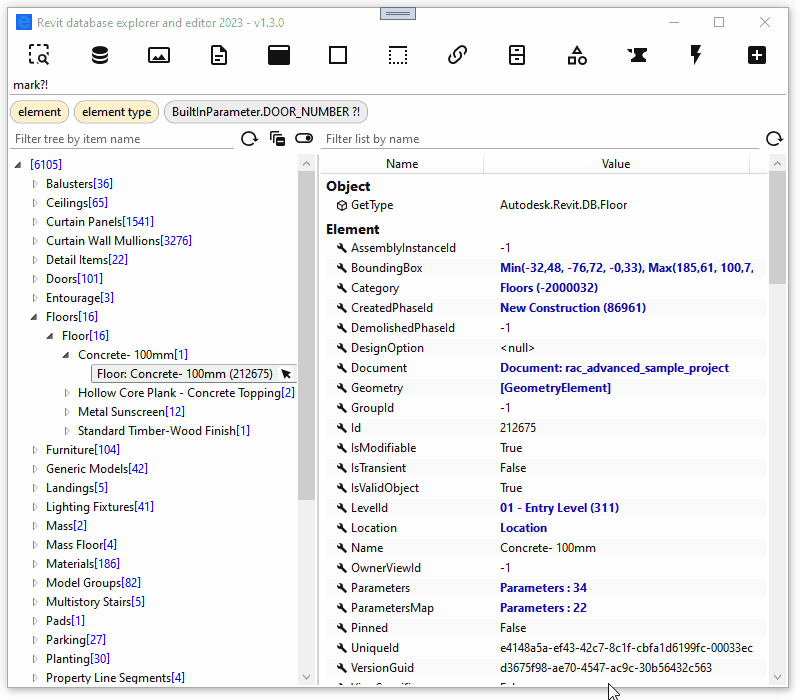 Revit database explorer and editor 2023 - v1.3.0
mark?!
element element type BuiltInParameter.DOOR_NUMBER ?!
Filter tree by item name
Filter list by name
[6105]
Balusters[36]
Ceilings[65]
Curtain Panels[1541]
Curtain Wall Mullions[3276]
Detail Items[22]
Doors[101]
Entourage[3]
Floors[16]
Floor[16]
Concrete- 100mm[1]
Floor: Concrete- 100mm (212675)
Hollow Core Plank - Concrete Topping[2]
Metal Sunscreen[12]
Standard Timber-Wood Finish[1]
Furniture[104]
Generic Models[42]
Landings[5]
Lighting Fixtures[41]
Mass[2]
Mass Floor[4]
Materials[186]
Model Groups[82]
Multistory Stairs[5]
Pads[1]
Parking[27]
Planting[30]
Property Line Segments[4]
Name Value
Object
GetType Autodesk.Revit.DB.Floor
Element
AssemblyInstanceId -1
BoundingBox Min(-32,48, -76,72, -0,33), Max(185,61, 100,7,
Category Floors (-2000032)
CreatedPhaseId New Construction (86961)
DemolishedPhaseId -1
DesignOption <null>
Document Document: rac_advanced_sample_project
Geometry [GeometryElement]
GroupId -1
Id 212675
IsModifiable True
IsTransient False
IsValidObject True
LevelId 01 - Entry Level (311)
Location Location
Name Concrete- 100mm
OwnerViewId -1
Parameters Parameters : 34
ParametersMap Parameters : 22
Pinned False
UniqueId e4148a5a-ef43-42c7-8c1f-cbfa1d6199fc-00033ec
VersionGuid d3675f98-ae70-4547-ac9c-30b56432c563